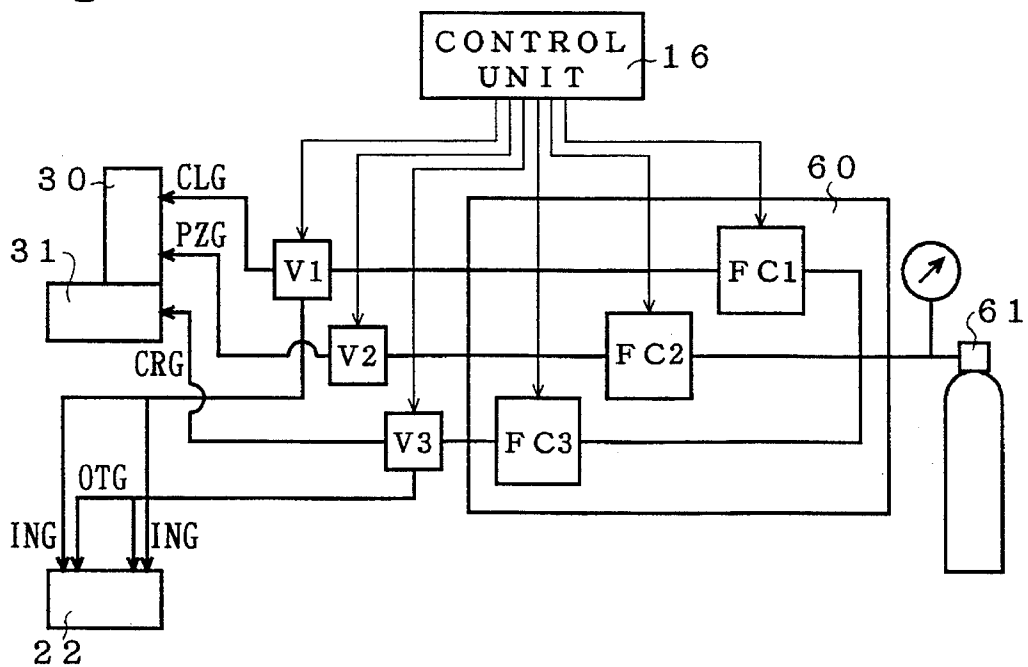 CONTROL
UNIT
16
30
CLG
60
PZG
31
V1
FC1
61
V2
FC2
CRG
V3
FC3
OTG
ING
ING
22